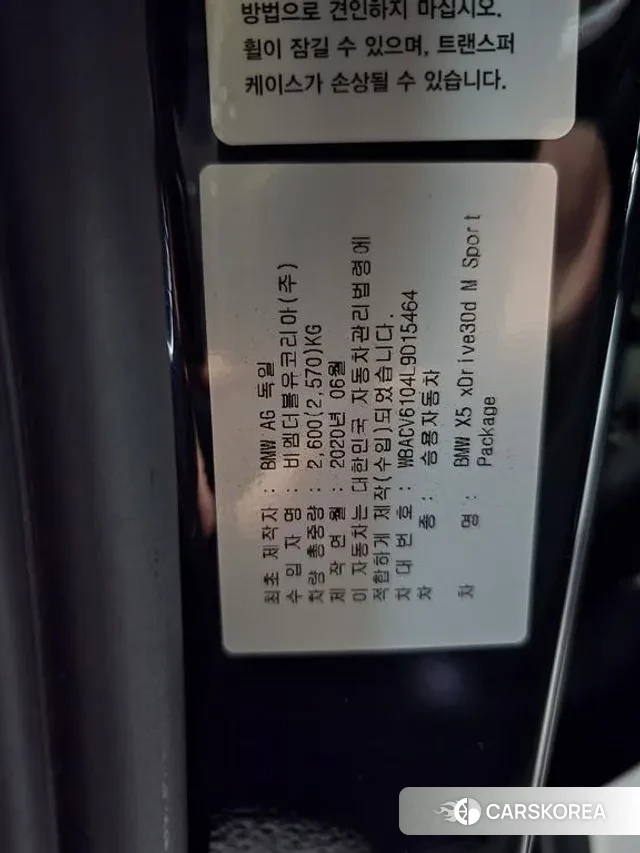 방법으로 견인하지 마십시오.
휠이 잠길 수 있으며, 트랜스퍼
케이스가 손상될 수 있습니다.
최초 제작자 : BMW AG 독일
수 입 자 명 : 비엠더블유코리아(주)
차량 총중량 : 2,600(2,570)KG
제 작 연 월 : 2020년 06월
이 자동차는 대한민국 자동차관리법령에
적합하게 제작(수입)되었습니다.
차 대 번 호 : WBACV6104L9D15464
차 종 : 승용자동차
차 명 : BMW X5 xDrive30d M Sport
Package
CARSKOREA